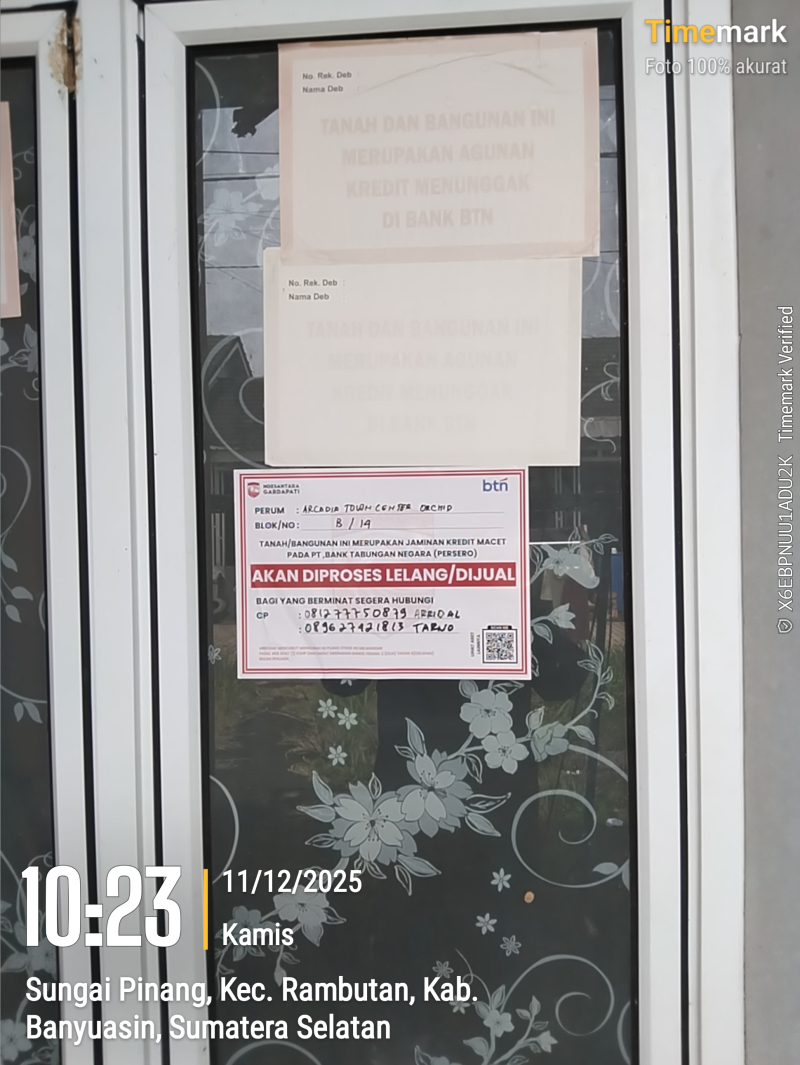 Timemark
Foto 100% akurat
No. Rek. Deb
Nama Deb
TANAH DAN BANGUNAN INI
MERUPAKAN AGUNAN
KREDIT MENUNGGAK
DI BANK BTN
No. Rek. Deb :
Nama Deb
TANAH DAN BANGUNAN INI
MERUPAKAN AGUNAN
KREDIT MENUNGGAK
DI BANK BTN
GARDAPATI
btn
PERUM : ARCADIA TOWN CENTER ORCHID
BLOK/NO : B / 19
TANAH/BANGUNAN INI MERUPAKAN JAMINAN KREDIT MACET
PADA PT ,BANK TABUNGAN NEGARA (PERSERO)
AKAN DIPROSES LELANG/DIJUAL
BAGI YANG BERMINAT SEGERA HUBUNGI
CP : 081277750879 AFRIDAL
: 089627421813 TARNO
X6EBPNUU1ADU2K Timemark Verified
10:23
11/12/2025
Kamis
Sungai Pinang, Kec. Rambutan, Kab.
Banyuasin, Sumatera Selatan